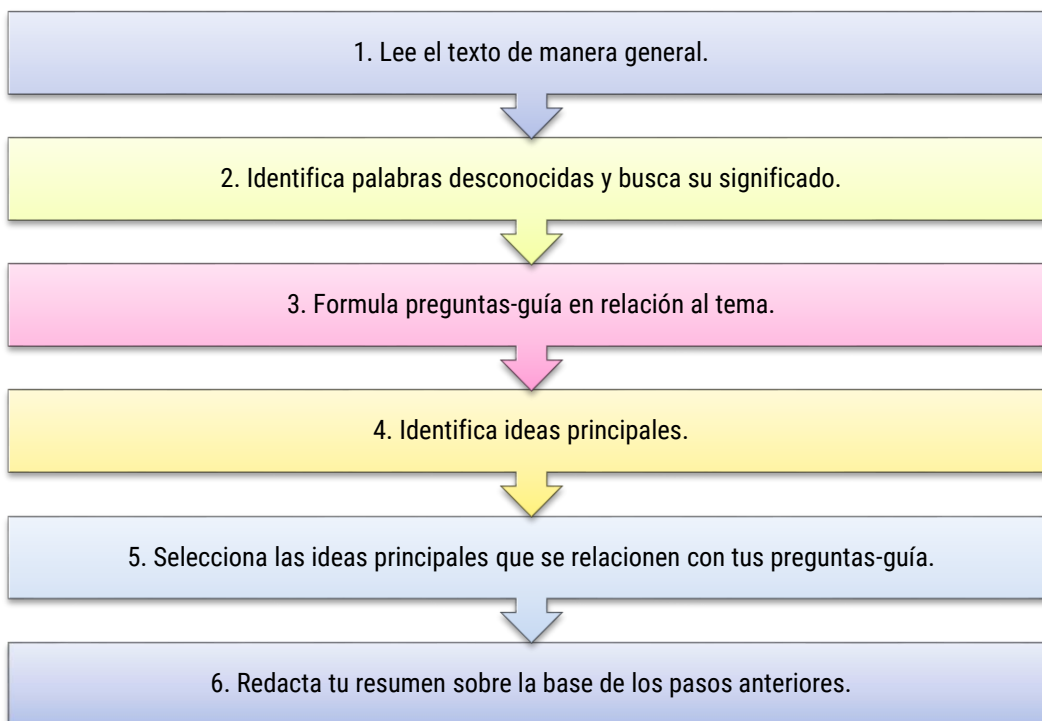 1. Lee el texto de manera general.
2. Identifica palabras desconocidas y busca su significado.
3. Formula preguntas-guía en relación al tema.
4. Identifica ideas principales.
5. Selecciona las ideas principales que se relacionen con tus preguntas-guía.
6. Redacta tu resumen sobre la base de los pasos anteriores.